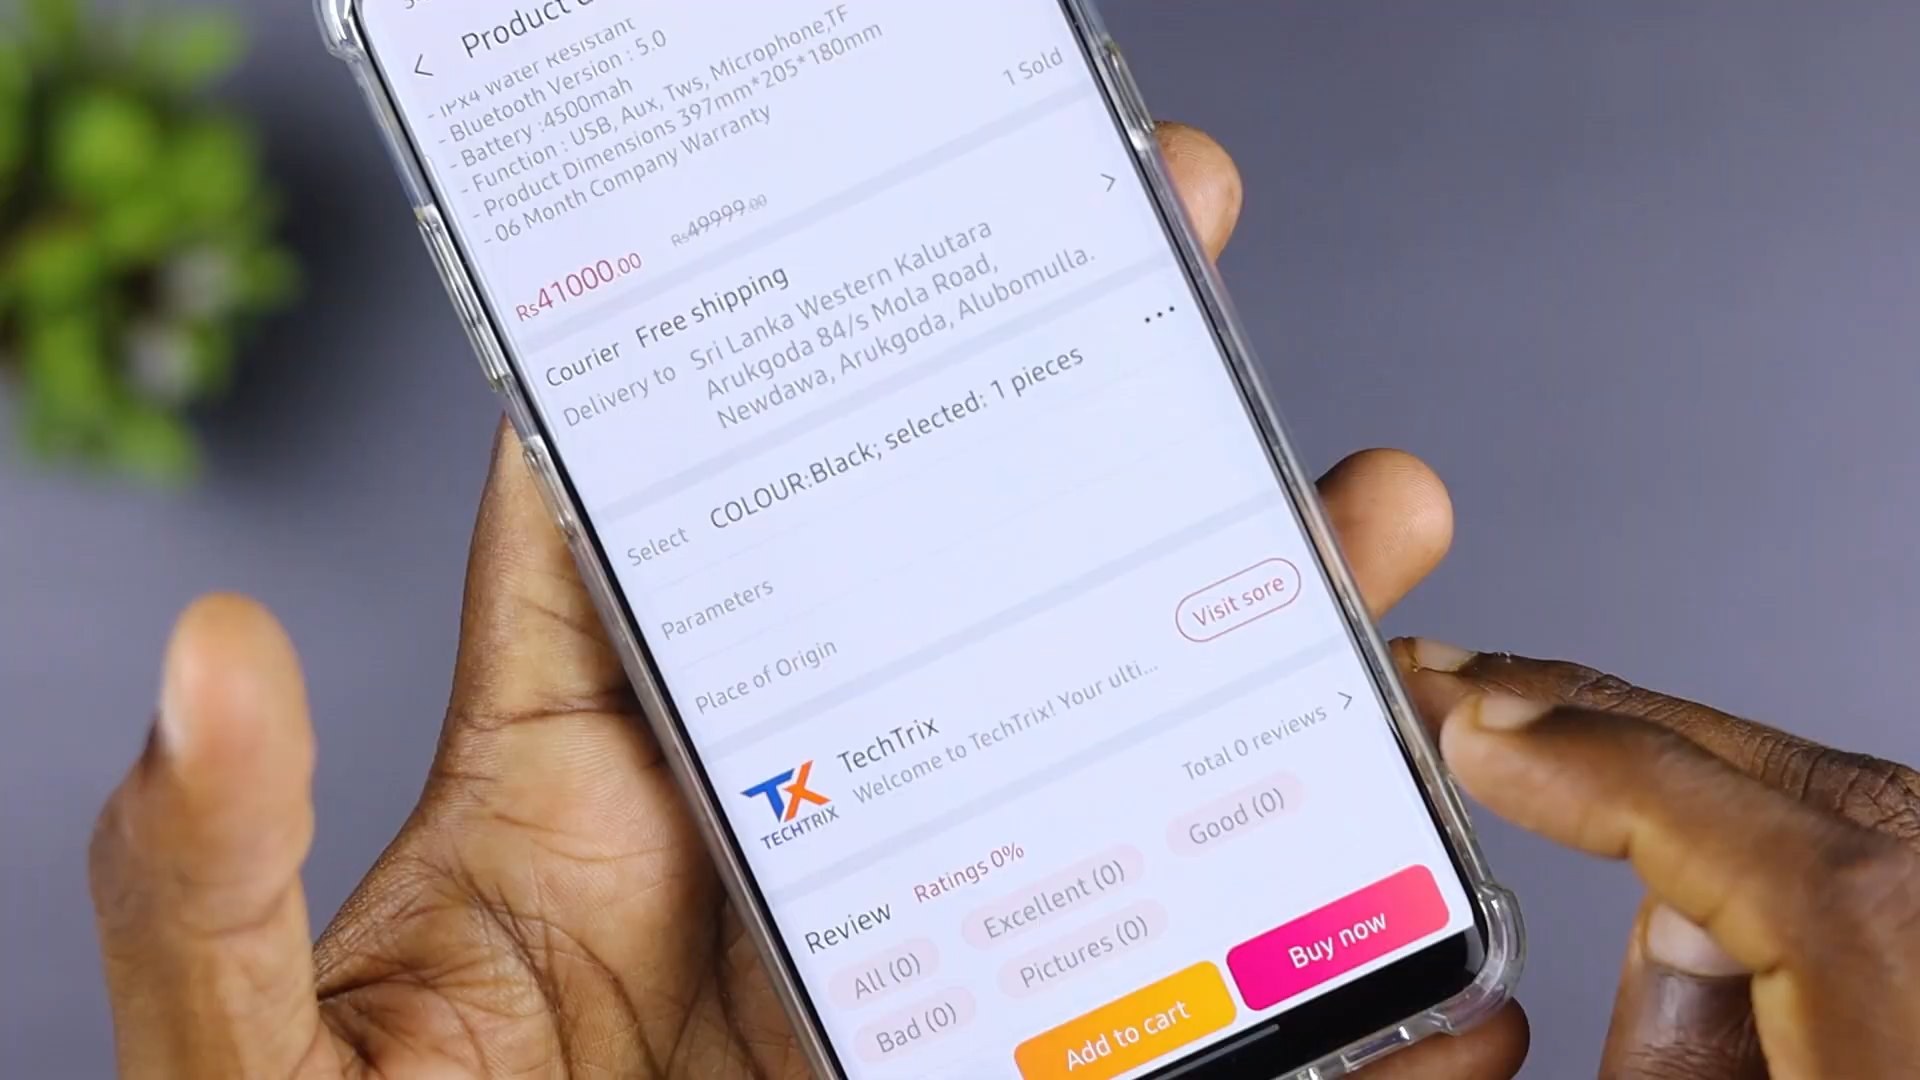 Product
- IPX4 Water Resistant
- Bluetooth Version : 5.0
- Battery :4500mah
- Function : USB, Aux, Tws, Microphone,TF
- Product Dimensions 397mm*205*180mm
- 06 Month Company Warranty
Rs41000.00 Rs49999.00 1 Sold
Courier Free shipping
Delivery to Sri Lanka Western Kalutara
Arukgoda 84/s Mola Road,
Newdawa, Arukgoda, Alubomulla.
Select COLOUR:Black; selected: 1 pieces
Parameters
Place of Origin
TECHTRIX
TechTrix
Welcome to TechTrix! Your ulti...
Visit sore
Review Ratings 0% Total 0 reviews
All (0) Excellent (0) Good (0)
Bad (0) Pictures (0)
Add to cart Buy now